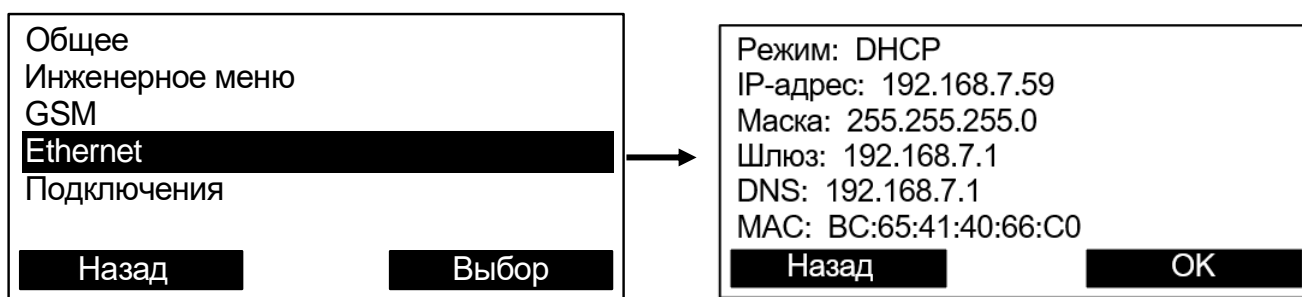 Общее
Инженерное меню
GSM
Ethernet
Подключения
Назад Выбор
Режим: DHCP
IP-адрес: 192.168.7.59
Маска: 255.255.255.0
Шлюз: 192.168.7.1
DNS: 192.168.7.1
MAC: BC:65:41:40:66:C0
Назад OK